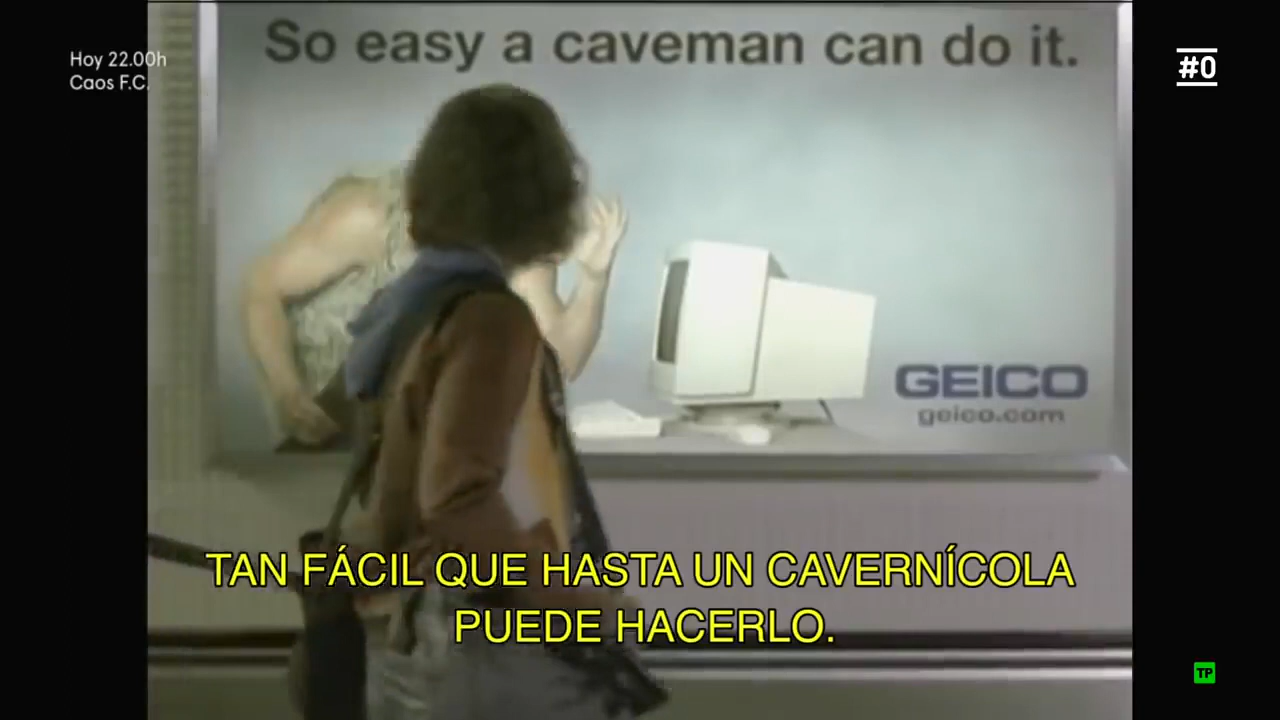 So easy a caveman can do it.
Hoy 22.00h
Caos F.C.
#0
GEICO
geico.com
TAN FÁCIL QUE HASTA UN CAVERNÍCOLA
PUEDE HACERLO.
TP